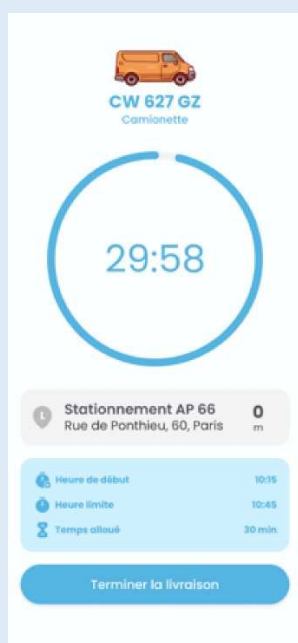 CW 627 GZ
Camionette
29:58
Stationnement AP 66
0
Rue de Ponthieu, 60, Paris
m
L
Heure de début
10:15
Heure limite
10:45
Temps alloué
30 min
Terminer la livraison